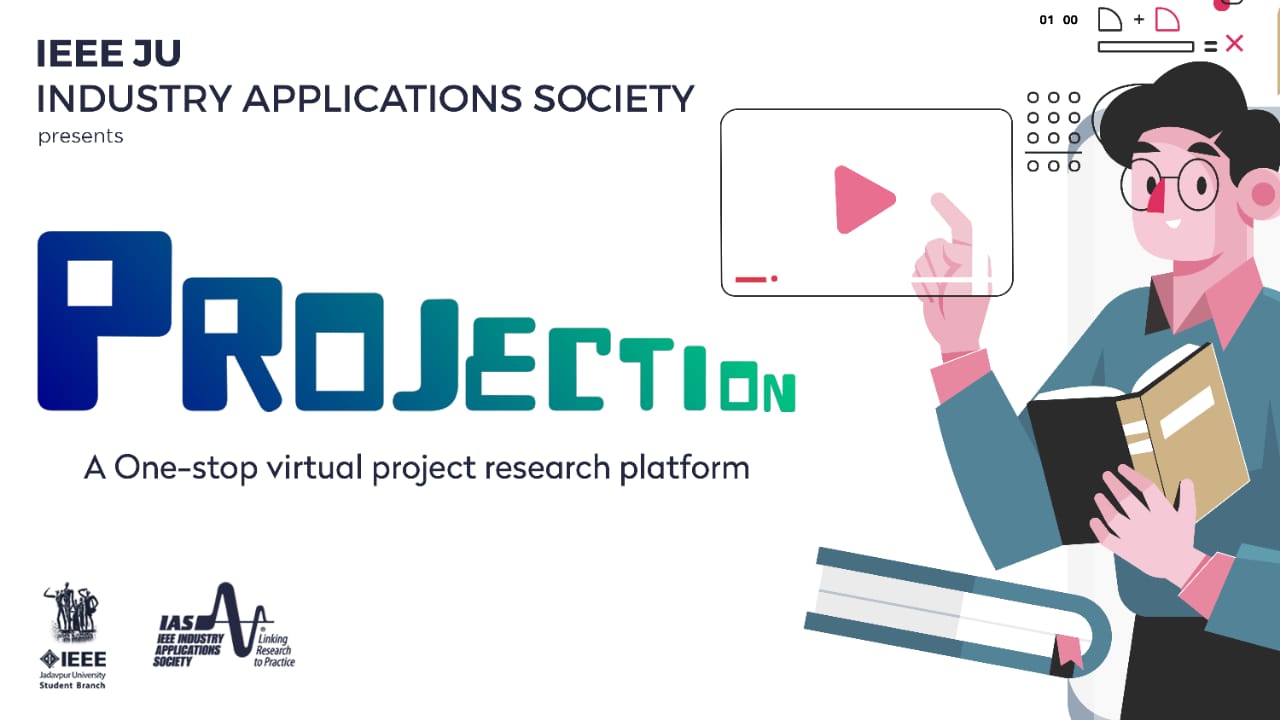 IEEE JU
INDUSTRY APPLICATIONS SOCIETY
presents
01 00
+
= ×
PROJECTION
A One-stop virtual project research platform
IEEE
Jadavpur University
Student Branch
IAS
IEEE INDUSTRY
APPLICATIONS
SOCIETY
®
Linking
Research
to Practice